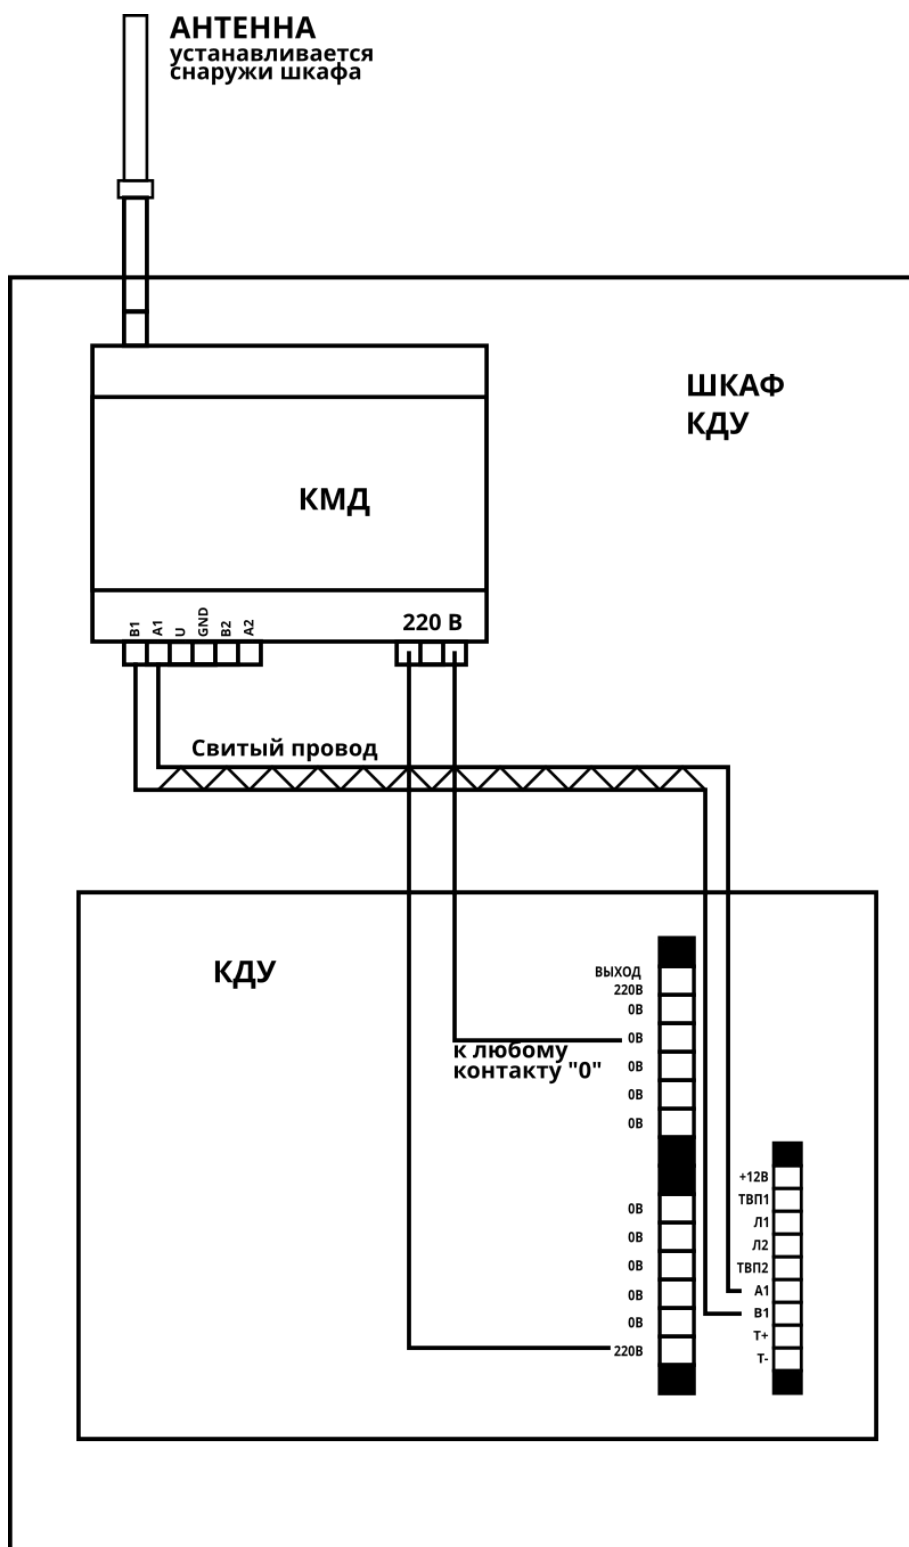 АНТЕННА
устанавливается
снаружи шкафа
ШКАФ
КДУ
КМД
B1
A1
U
GND
B2
A2
220 В
Свитый провод
КДУ
ВЫХОД
220В
0В
0В
0В
0В
0В
к любому
контакту "0"
0В
0В
0В
0В
0В
220В
+12В
ТВП1
Л1
Л2
ТВП2
А1
В1
Т+
Т-